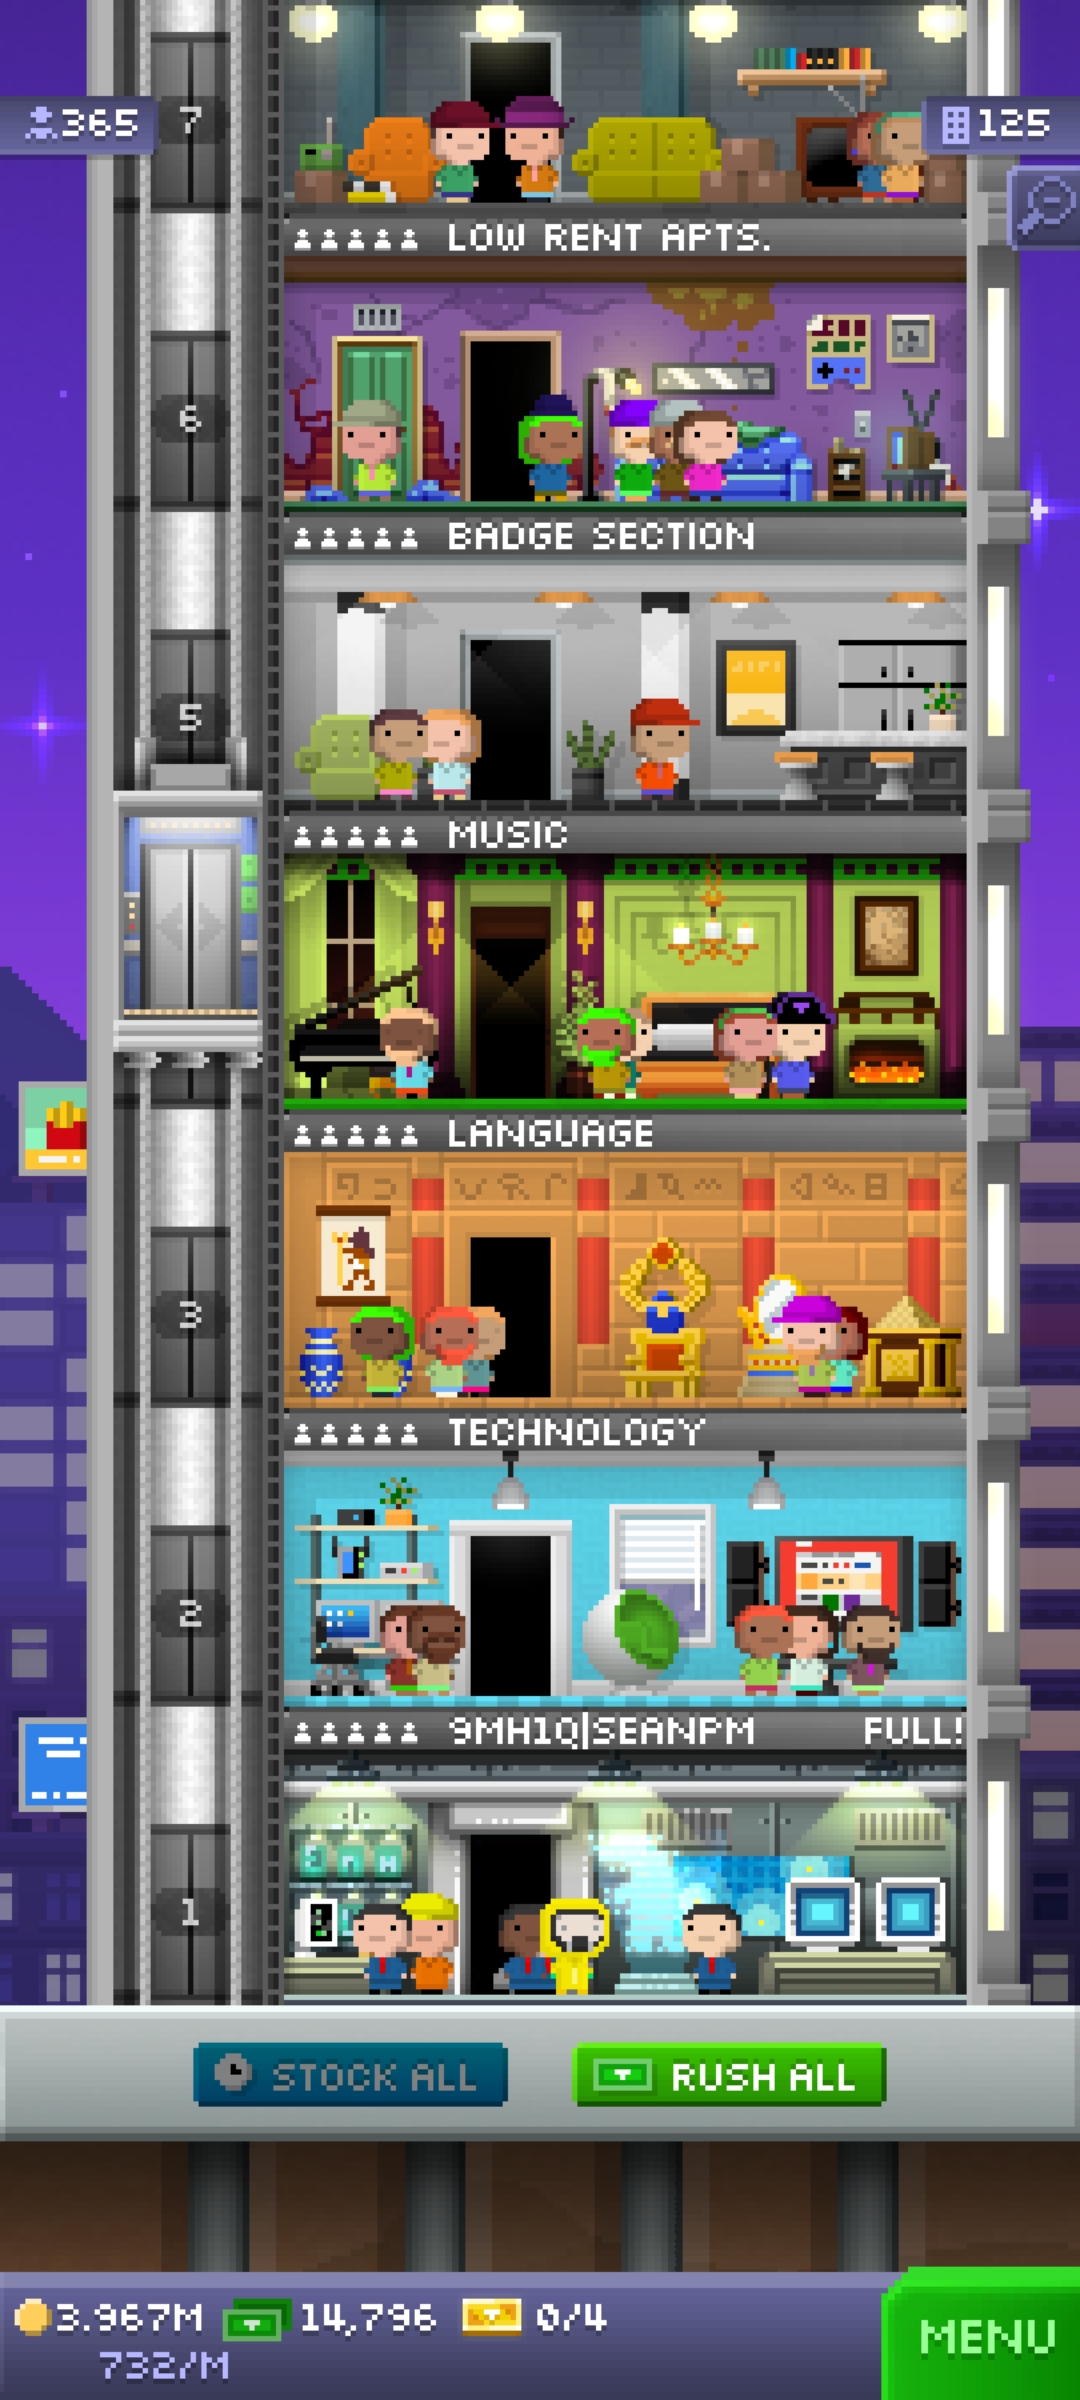 7
365
125
LOW RENT APTS.
6
BADGE SECTION
5
MUSIC
LANGUAGE
3
TECHNOLOGY
2
9MH1Q|SEANPM FULL!
1
STOCK ALL
RUSH ALL
3.967M 14,796 0/4
732/M
MENU